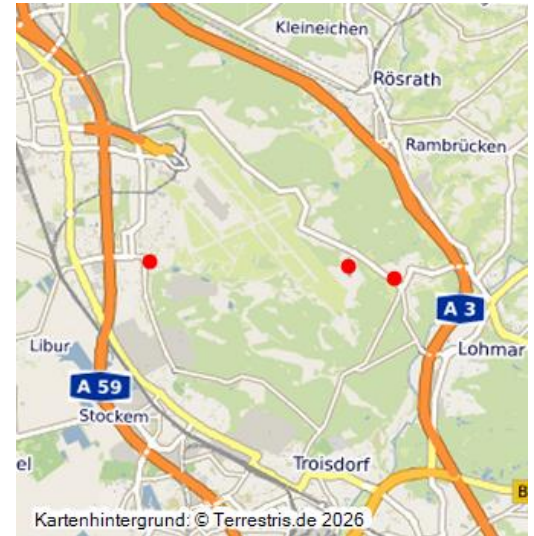 Kleineichen
Rösrath
Rambrücken
A 3
Libur
Lohmar
A 59
Stockem
el
Troisdorf
B
Kartenhintergrund: © Terrestris.de 2026